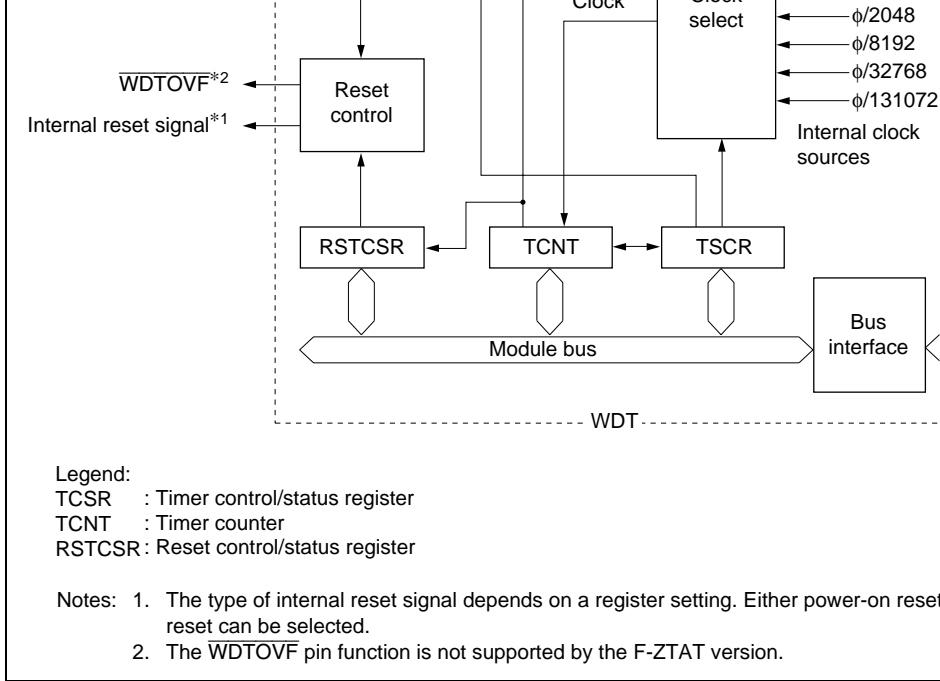 Clock
Clock
select
φ/2048
φ/8192
φ/32768
φ/131072
Internal clock
sources
WDTOVF*2
Internal reset signal*1
Reset
control
RSTCSR
TCNT
TSCR
Module bus
Bus
interface
WDT
Legend:
TCSR : Timer control/status register
TCNT : Timer counter
RSTCSR : Reset control/status register
Notes: 1. The type of internal reset signal depends on a register setting. Either power-on reset
reset can be selected.
2. The WDTOVF pin function is not supported by the F-ZTAT version.